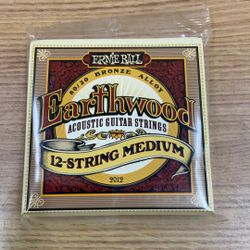 ERNIE BALL
80/20 BRONZE ALLOY
Earthwood
ACOUSTIC GUITAR STRINGS
12-STRING MEDIUM
2012